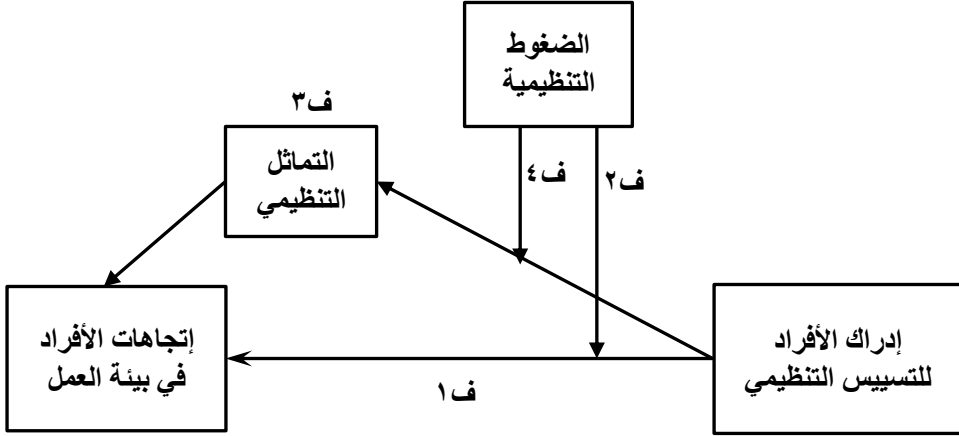 الضغوط
التنظيمية
ف٣
التماثل
التنظيمي
ف٤
ف٢
إدراك الأفراد
للتسييس التنظيمي
إتجاهات الأفراد
في بيئة العمل
ف١